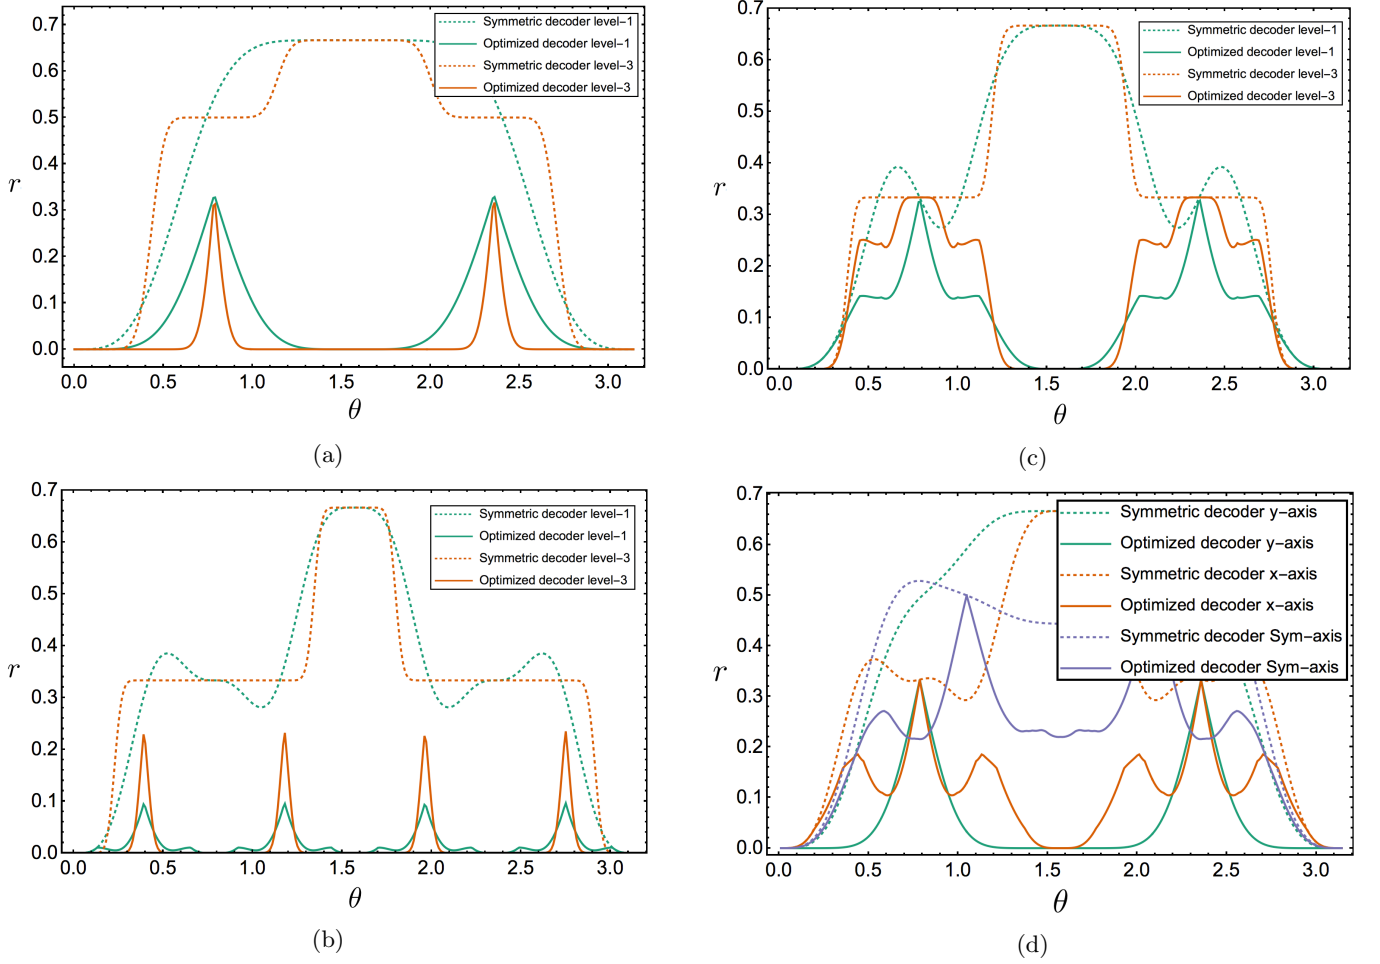 0.7
0.6
0.5
0.4
0.3
0.2
0.1
0.0
r
0.0 0.5 1.0 1.5 2.0 2.5 3.0
θ
Symmetric decoder level-1
Optimized decoder level-1
Symmetric decoder level-3
Optimized decoder level-3
(a)
0.7
0.6
0.5
0.4
0.3
0.2
0.1
0.0
r
0.0 0.5 1.0 1.5 2.0 2.5 3.0
θ
Symmetric decoder level-1
Optimized decoder level-1
Symmetric decoder level-3
Optimized decoder level-3
(c)
0.7
0.6
0.5
0.4
0.3
0.2
0.1
0.0
r
0.0 0.5 1.0 1.5 2.0 2.5 3.0
θ
Symmetric decoder level-1
Optimized decoder level-1
Symmetric decoder level-3
Optimized decoder level-3
(b)
0.7
0.6
0.5
0.4
0.3
0.2
0.1
0.0
r
0.0 0.5 1.0 1.5 2.0 2.5 3.0
θ
Symmetric decoder y-axis
Optimized decoder y-axis
Symmetric decoder x-axis
Optimized decoder x-axis
Symmetric decoder Sym-axis
Optimized decoder Sym-axis
(d)